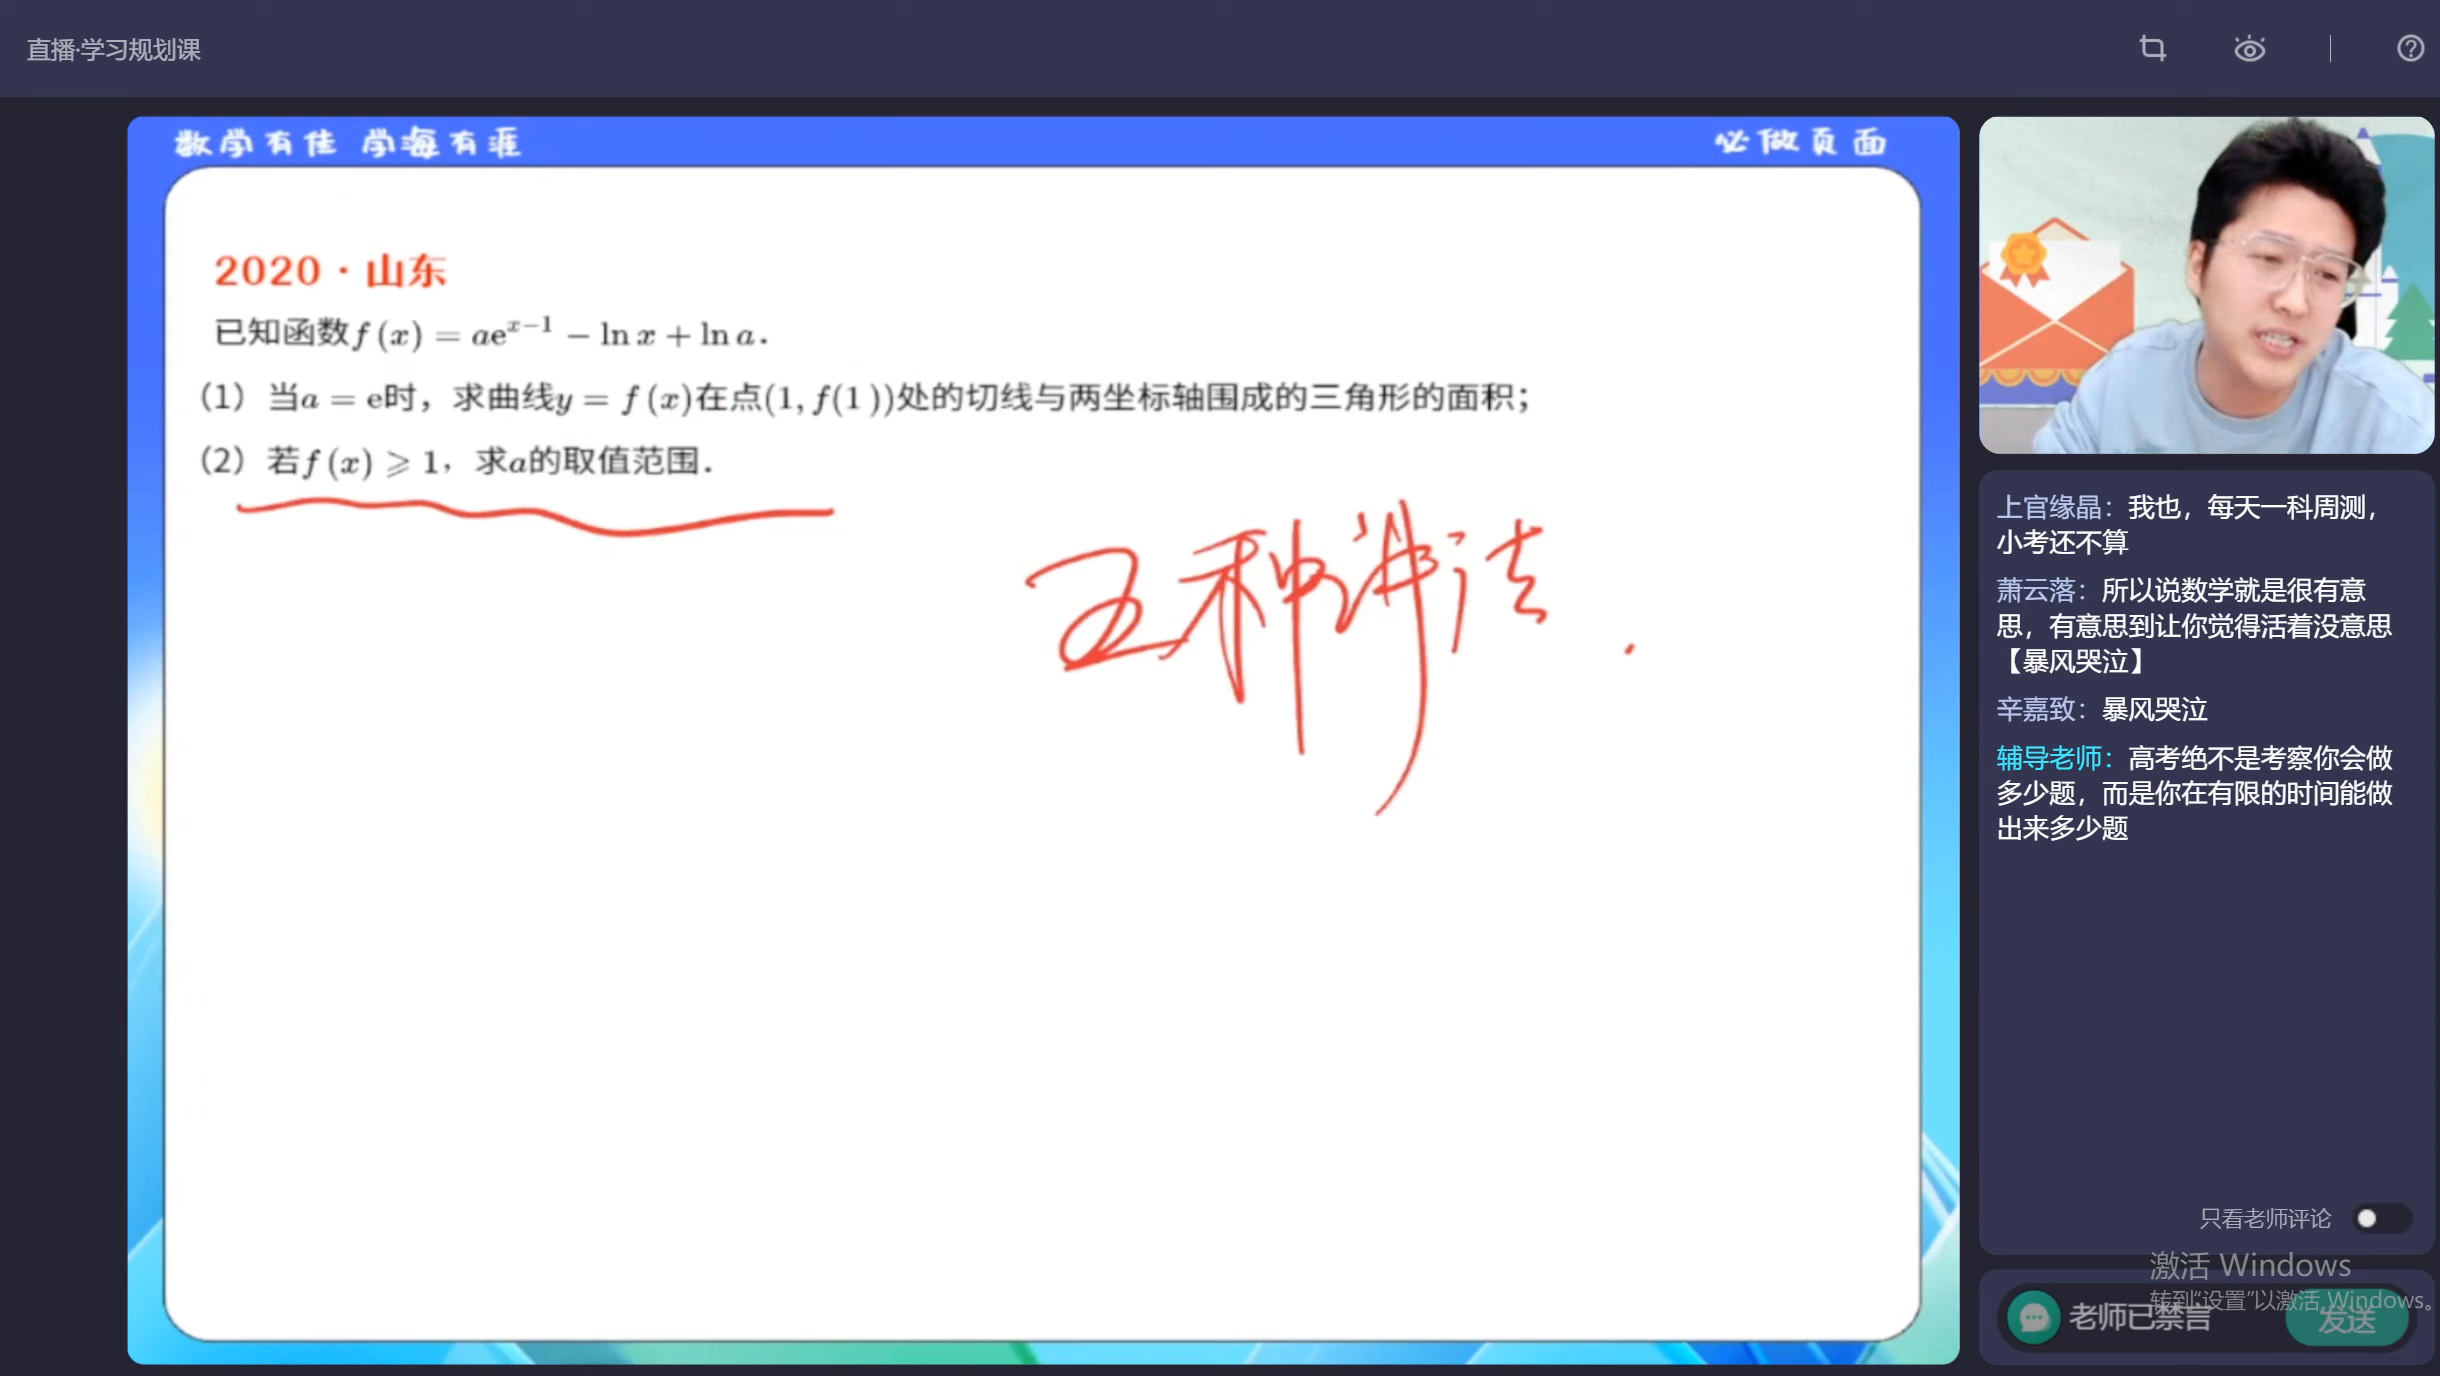 直播·学习规划课
数学有佳 学海有涯
必做页面
2020·山东
已知函数f(x)=ae^{x-1}-ln x+ln a.
（1）当a=e时，求曲线y=f(x)在点(1,f(1))处的切线与两坐标轴围成的三角形的面积；
（2）若f(x)⩾1，求a的取值范围.
五种讲法.
上官缘晶：我也，每天一科周测，
小考还不算
萧云落：所以说数学就是很有意
思，有意思到让你觉得活着没意思
【暴风哭泣】
辛嘉致：暴风哭泣
辅导老师：高考绝不是考察你会做
多少题，而是你在有限的时间能做
出来多少题
只看老师评论
激活 Windows
转到"设置"以激活 Windows。
老师已禁言
发送